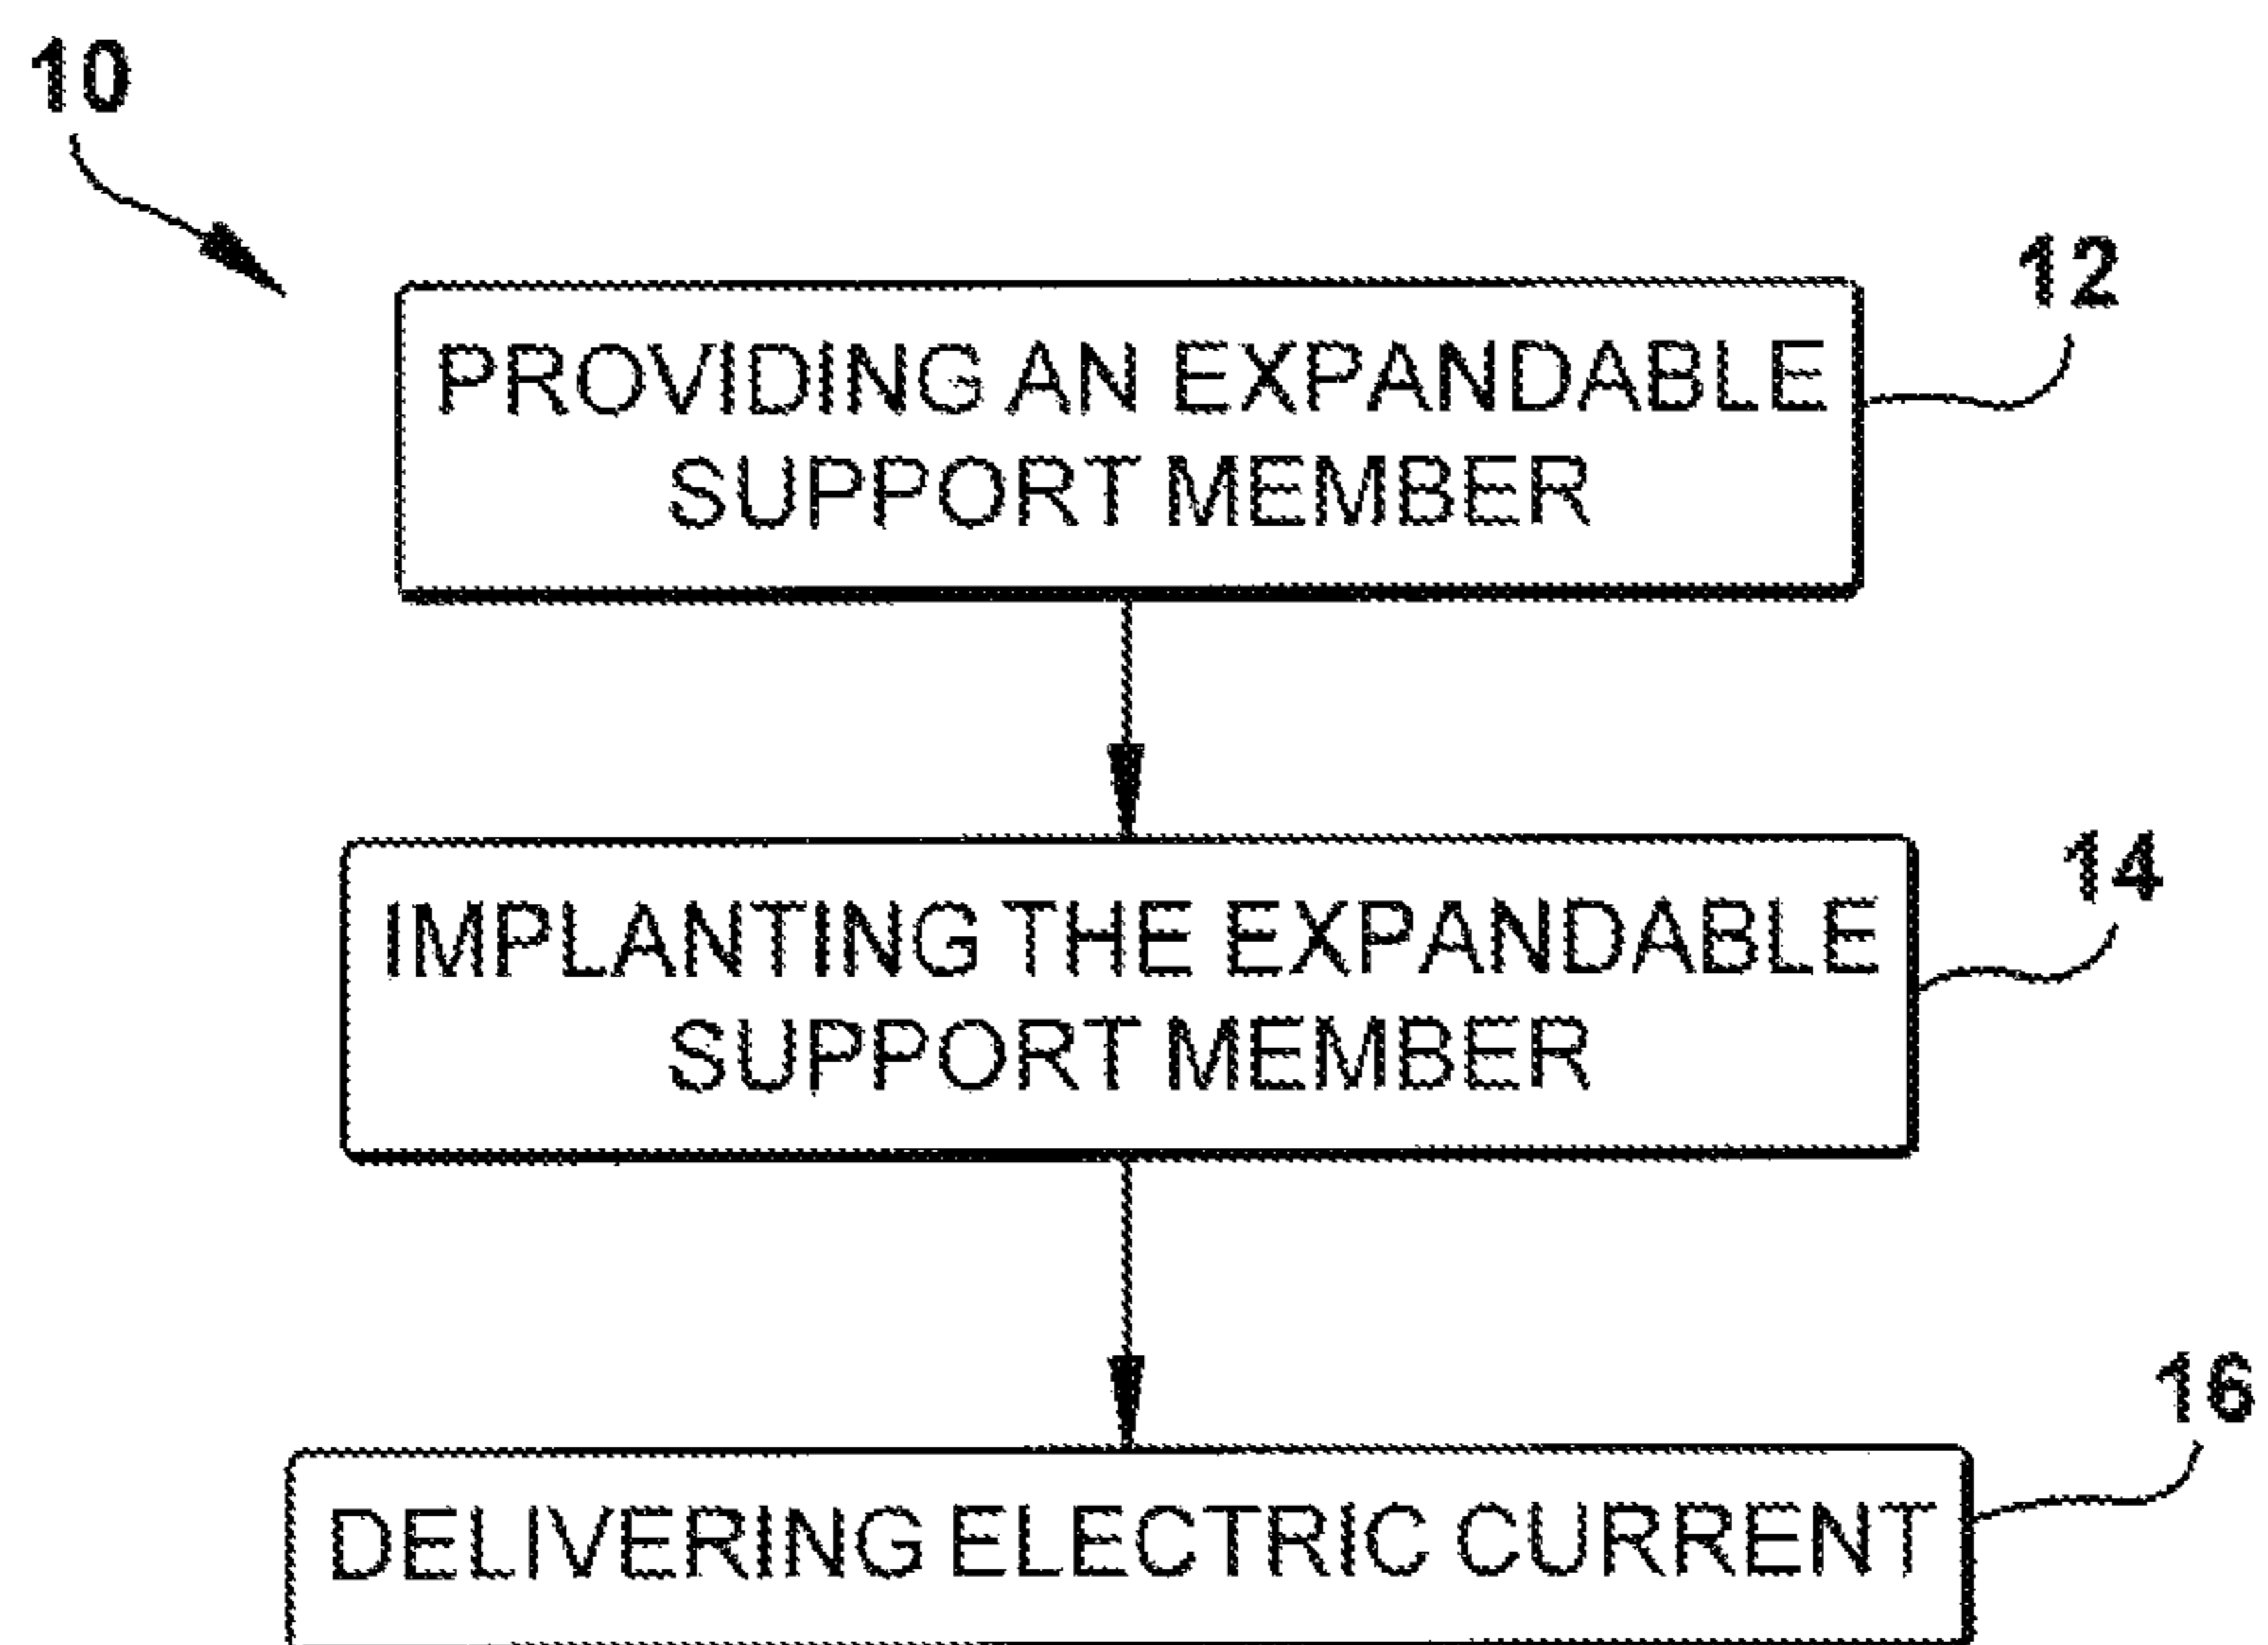 10
12
PROVIDING AN EXPANDABLE
SUPPORT MEMBER
14
IMPLANTING THE EXPANDABLE
SUPPORT MEMBER
16
DELIVERING ELECTRIC CURRENT